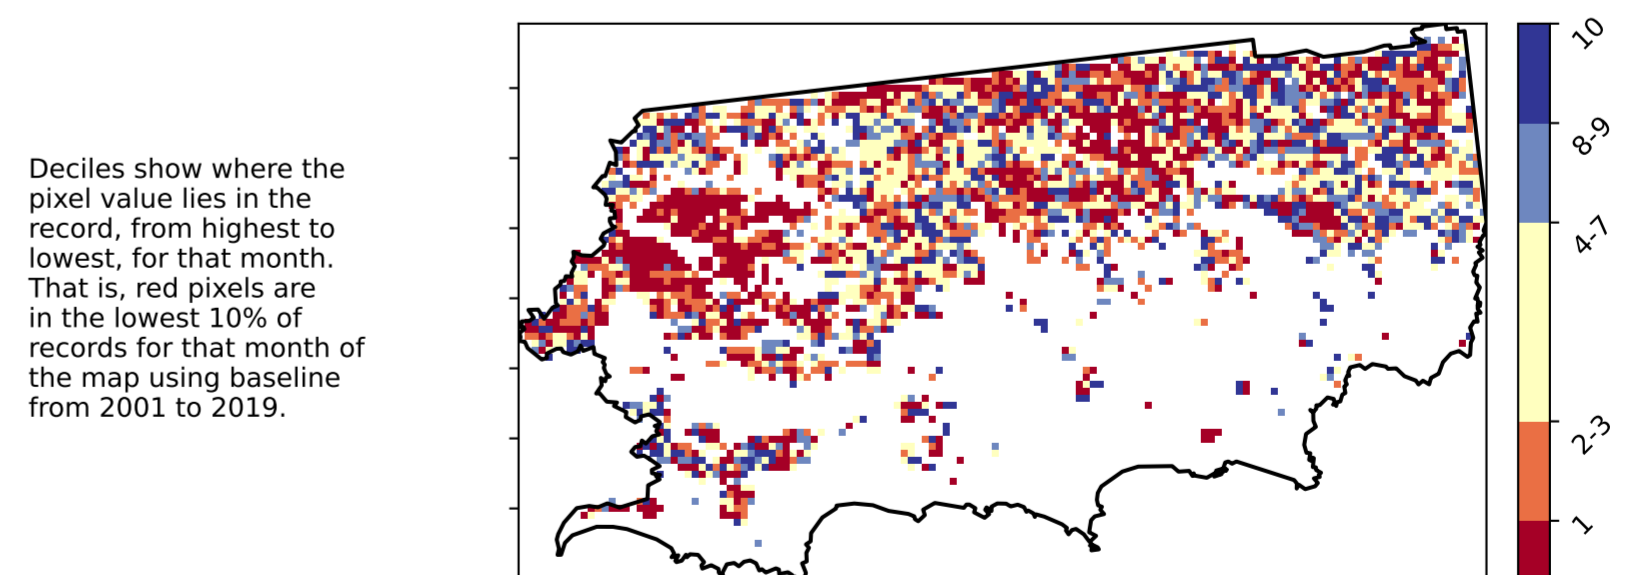 Deciles show where the
pixel value lies in the
record, from highest to
lowest, for that month.
That is, red pixels are
in the lowest 10% of
records for that month of
the map using baseline
from 2001 to 2019.
10
8-9
4-7
2-3
1